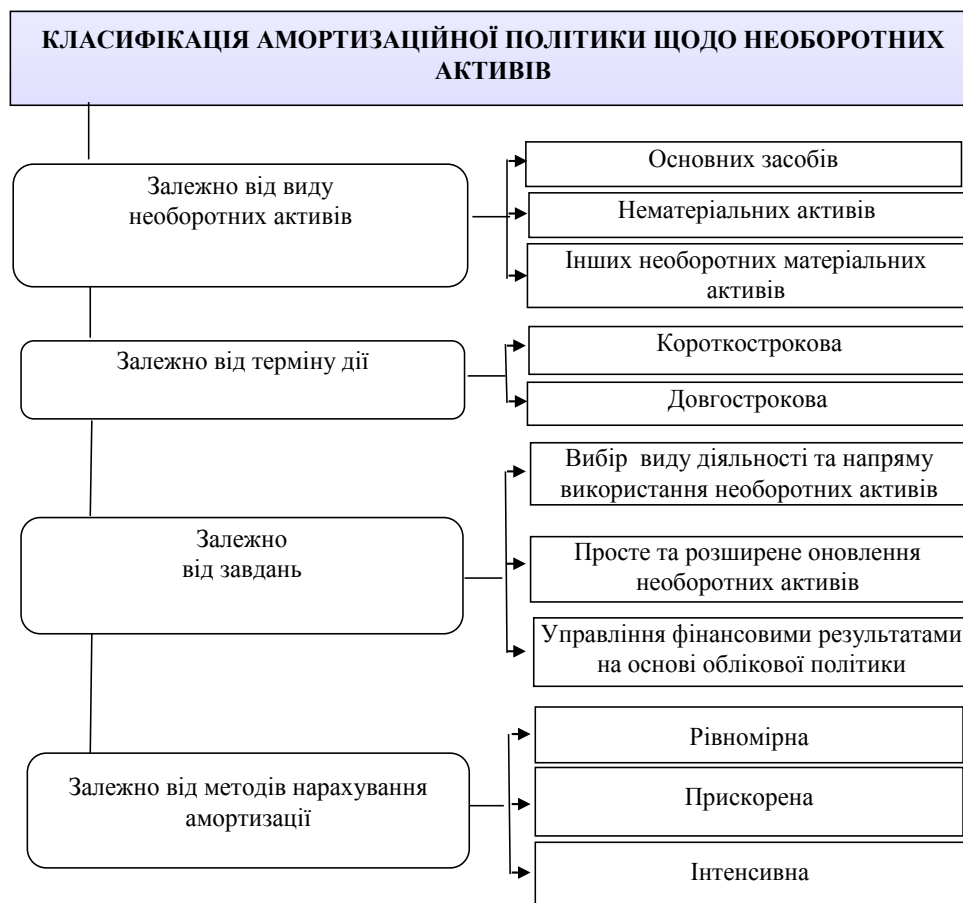 КЛАСИФІКАЦІЯ АМОРТИЗАЦІЙНОЇ ПОЛІТИКИ ЩОДО НЕОБОРОТНИХ
АКТИВІВ
Залежно від виду
необоротних активів
Основних засобів
Нематеріальних активів
Інших необоротних матеріальних
активів
Залежно від терміну дії
Короткострокова
Довгострокова
Залежно
від завдань
Вибір виду діяльності та напряму
використання необоротних активів
Просте та розширене оновлення
необоротних активів
Управління фінансовими результатами
на основі облікової політики
Залежно від методів нарахування
амортизації
Рівномірна
Прискорена
Інтенсивна